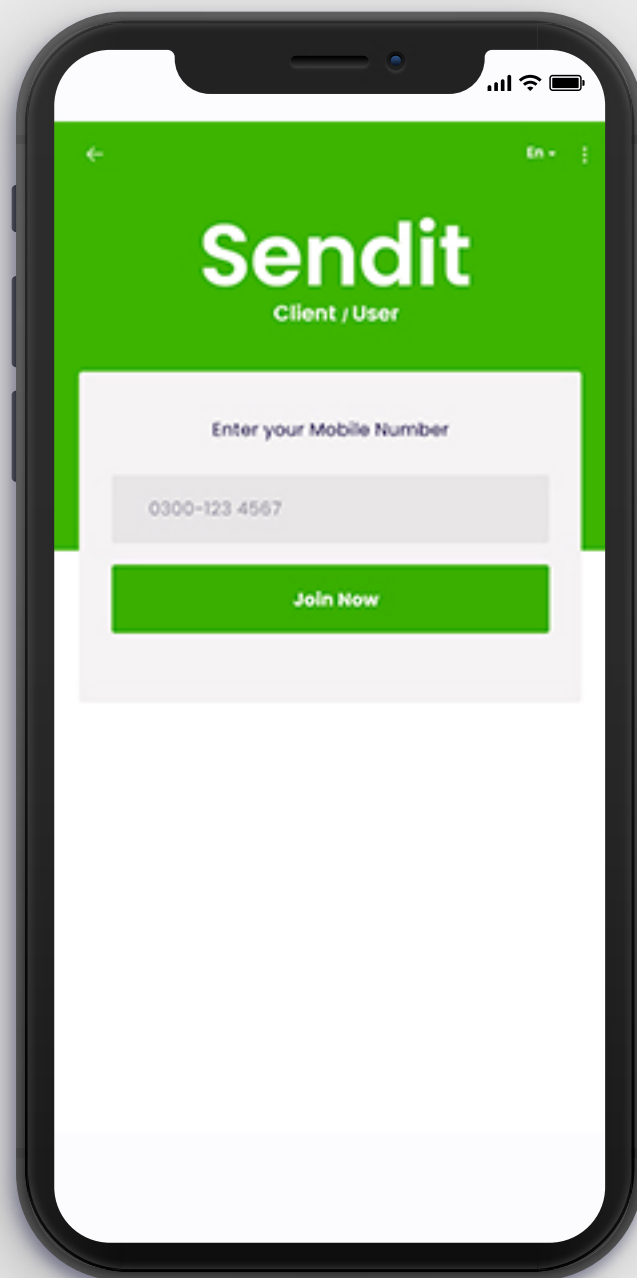 En
Sendit
Client / User
Enter your Mobile Number
0300-123 4567
Join Now